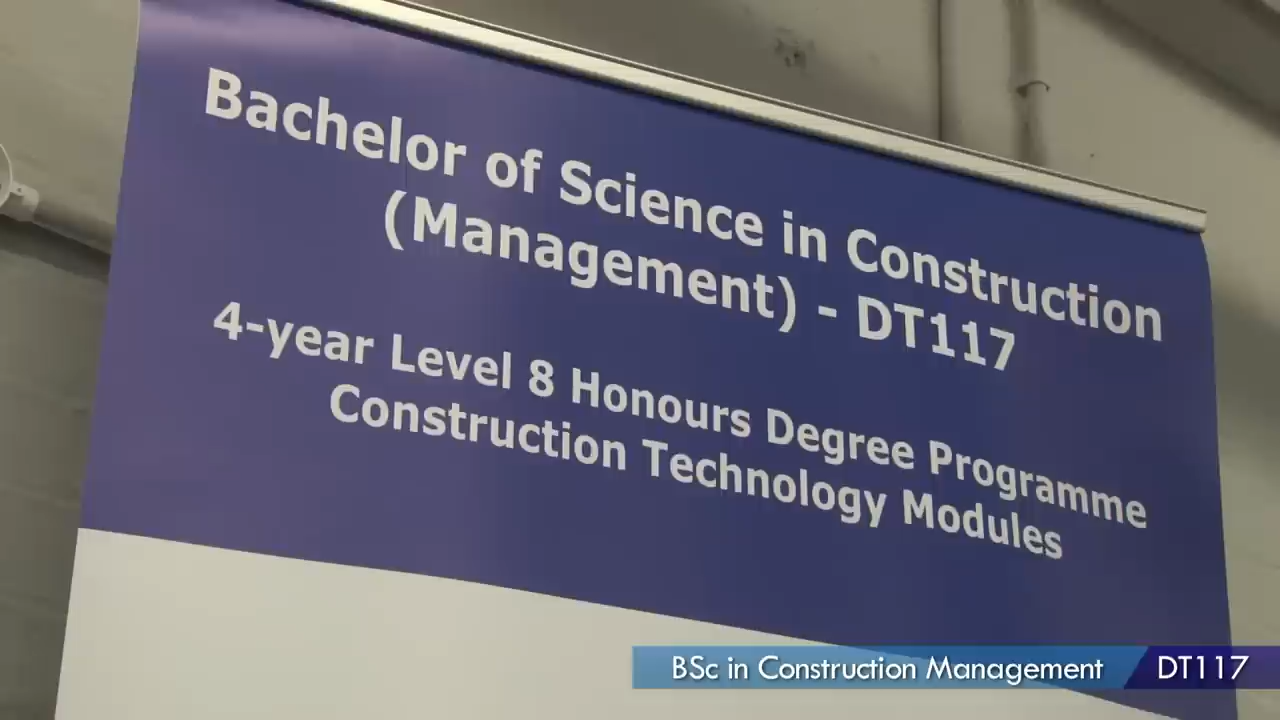 Bachelor of Science in Construction
(Management) - DT117
4-year Level 8 Honours Degree Programme
Construction Technology Modules
BSc in Construction Management DT117